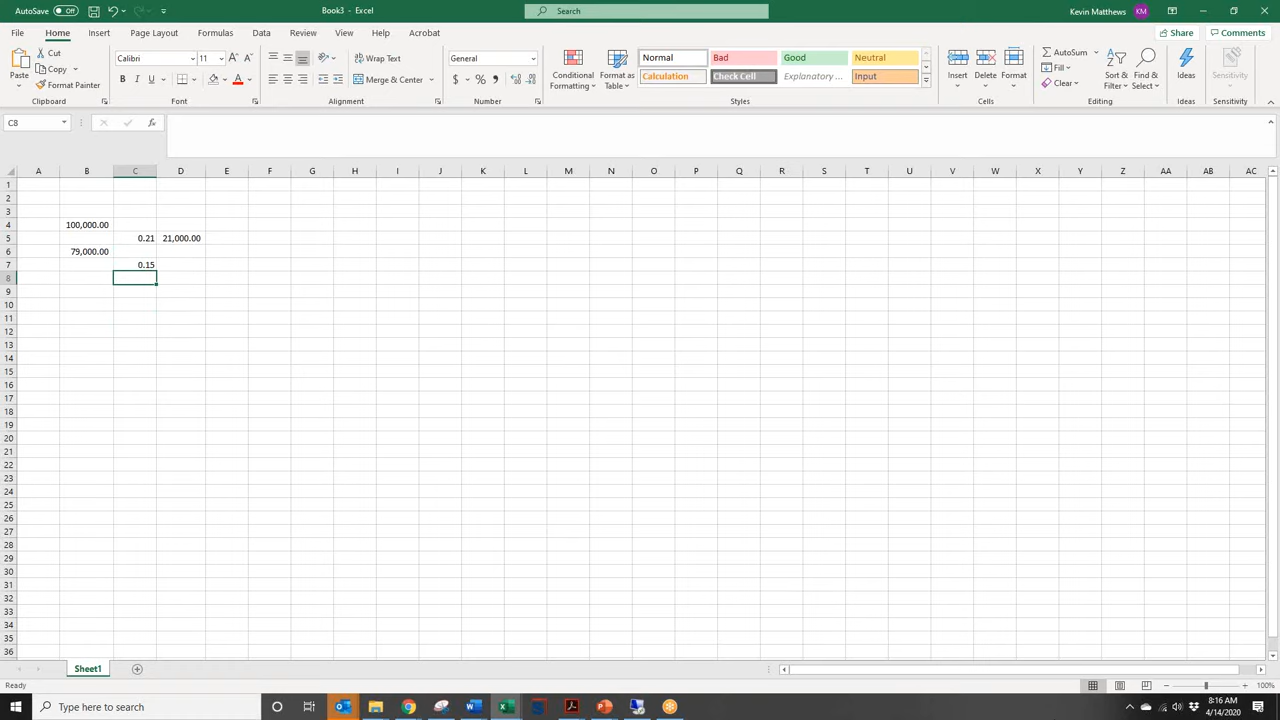 AutoSave Off Book3 - Excel Search Kevin Matthews KM
File Home Insert Page Layout Formulas Data Review View Help Acrobat Share Comments
Paste Cut Copy Format Painter Clipboard
Calibri 11 A A B I U A Font
Wrap Text Merge & Center Alignment
General $ % Number
Conditional Formatting Format as Table Normal Bad Good Neutral
Calculation Check Cell Explanatory ... Input Styles
Insert Delete Format Cells
AutoSum Fill Clear Sort & Filter Find & Select Editing
Ideas Ideas
Sensitivity Sensitivity
C8 fx
A B C D E F G H I J K L M N O P Q R S T U V W X Y Z AA AB AC
1
2
3
4 100,000.00
5 0.21 21,000.00
6 79,000.00
7 0.15
8
9
10
11
12
13
14
15
16
17
18
19
20
21
22
23
24
25
26
27
28
29
30
31
32
33
34
35
36
Sheet1
Ready 100%
Type here to search
8:16 AM
4/14/2020